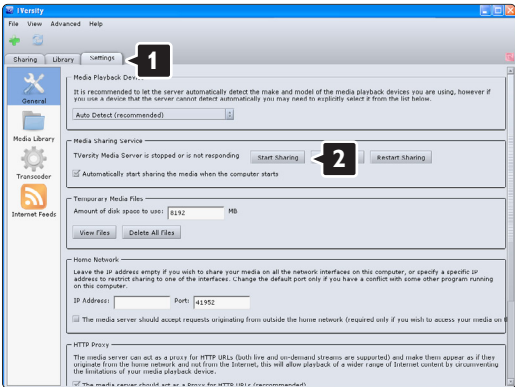 TVersity
File View Advanced Help
Sharing Library Settings
1
General
Media Library
Transcoder
Internet Feeds
Media Playback Device
It is recommended to let the server automatically detect the make and model of the media playback devices you are using, however if
you use a device that the server cannot detect automatically you may need to explicitly select it from the list below.
Auto Detect (recommended)
Media Sharing Service
TVersity Media Server is stopped or is not responding Start Sharing 2 Restart Sharing
Automatically start sharing the media when the computer starts
Temporary Media Files
Amount of disk space to use: 8192 MB
View Files Delete All Files
Home Network
Leave the IP address empty if you wish to share your media on all the network interfaces on this computer, or specify a specific IP
address to restrict sharing to one of the interfaces. Change the default port only if you have a conflict with some other program running
on this computer.
IP Address: Port: 41952
The media server should accept requests originating from outside the home network (required only if you wish to access your media on
HTTP Proxy
The media server can act as a proxy for HTTP URLs (both live and on-demand streams are supported) and make them appear as if they
originate from the home network and not from the Internet, this will allow playback of a wider range of Internet content by circumventing
the limitations of your media playback device.
The media server should act as a Proxy for HTTP URLs (recommended)